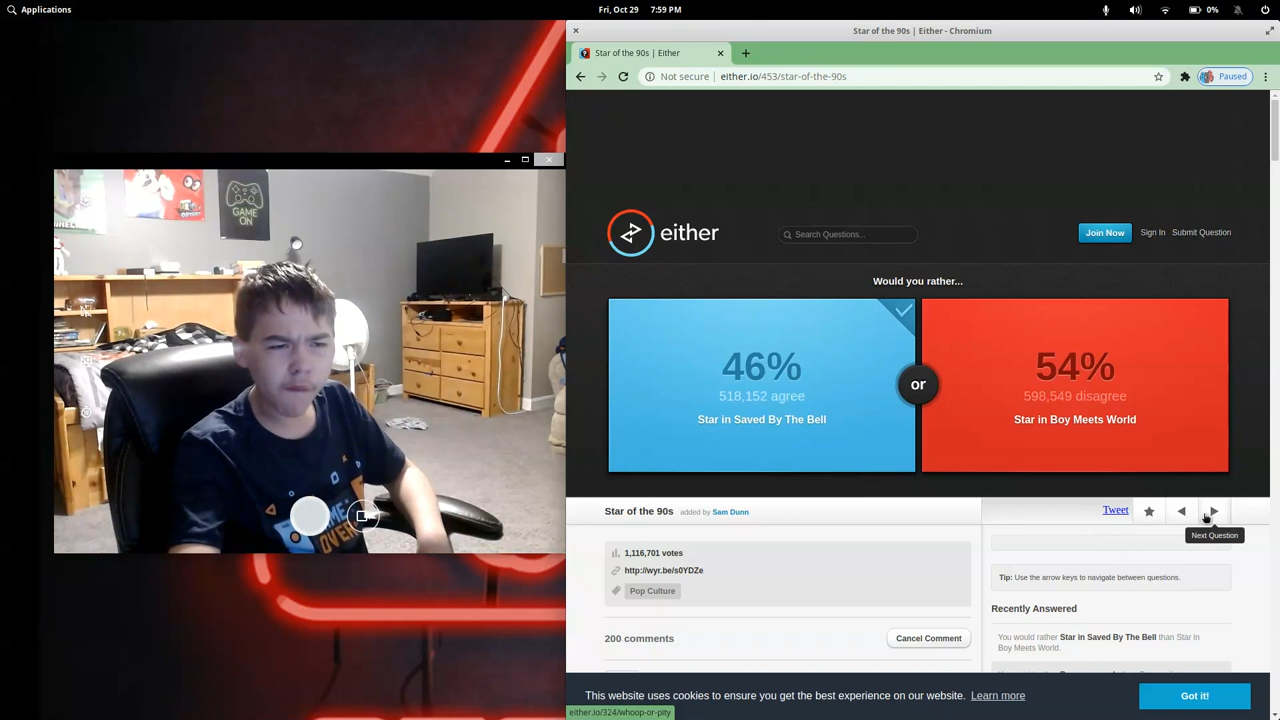 Applications
Fri, Oct 29 7:59 PM
0%
Star of the 90s | Either - Chromium
Star of the 90s | Either
Not secure | either.io/453/star-of-the-90s
Paused
GAME
ON
either
Search Questions...
Join Now
Sign In
Submit Question
Would you rather...
46%
518,152 agree
Star in Saved By The Bell
or
54%
598,549 disagree
Star in Boy Meets World
Star of the 90s added by Sam Dunn
Tweet
Next Question
1,116,701 votes
http://wyr.be/s0YDZe
Pop Culture
200 comments
Cancel Comment
Tip: Use the arrow keys to navigate between questions.
Recently Answered
You would rather Star in Saved By The Bell than Star in
Boy Meets World.
This website uses cookies to ensure you get the best experience on our website. Learn more
Got it!
either.io/324/whoop-or-pity